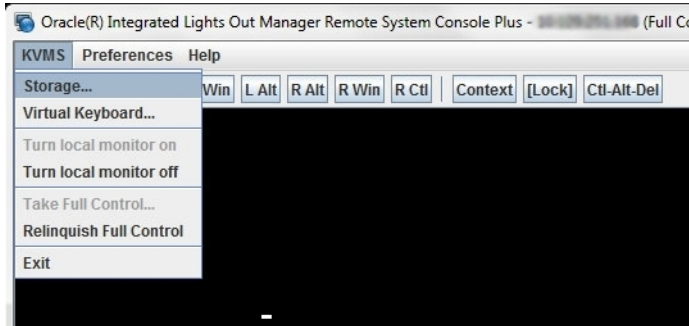 Oracle(R) Integrated Lights Out Manager Remote System Console Plus - (Full Co
KVMS Preferences Help
Storage...
Win L Alt R Alt R Win R Ctl Context [Lock] Ctl-Alt-Del
Virtual Keyboard...
Turn local monitor on
Turn local monitor off
Take Full Control...
Relinquish Full Control
Exit